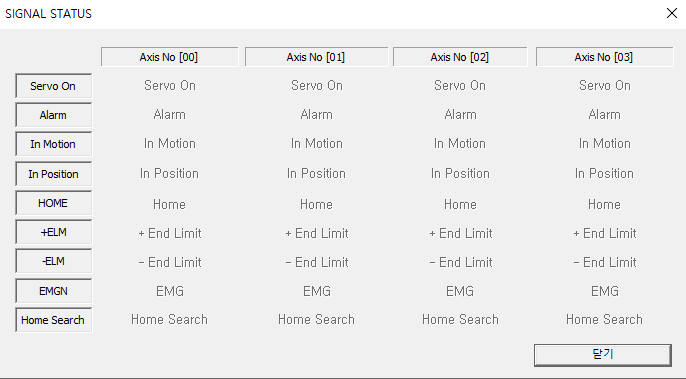 SIGNAL STATUS
Axis No [00] Axis No [01] Axis No [02] Axis No [03]
Servo On Servo On Servo On Servo On Servo On
Alarm Alarm Alarm Alarm Alarm
In Motion In Motion In Motion In Motion In Motion
In Position In Position In Position In Position In Position
HOME Home Home Home Home
+ELM + End Limit + End Limit + End Limit + End Limit
-ELM - End Limit - End Limit - End Limit - End Limit
EMGN EMG EMG EMG EMG
Home Search Home Search Home Search Home Search Home Search
닫기